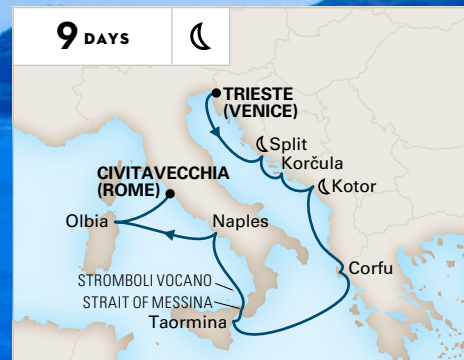 9 DAYS
TRIESTE
(VENICE)
Split
Korčula
Kotor
CIVITAVECCHIA
(ROME)
Olbia
Naples
Corfu
STROMBOLI VOCANO
STRAIT OF MESSINA
Taormina